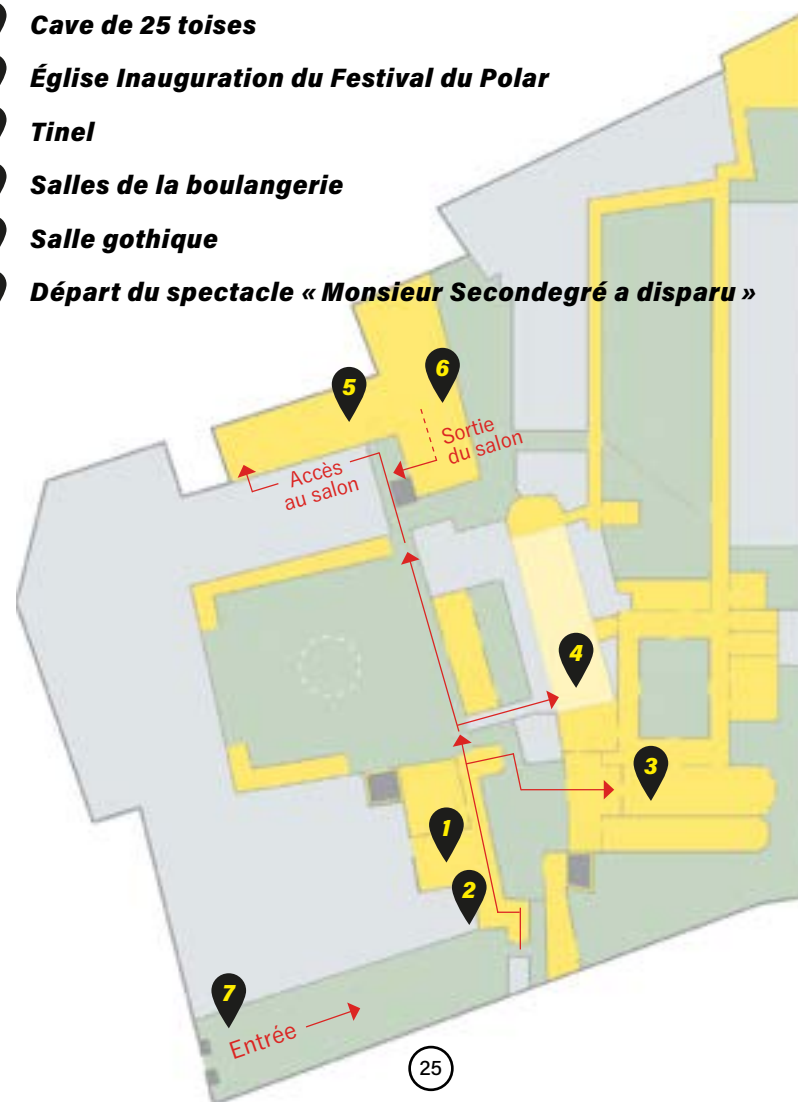 Cave de 25 toises
Église Inauguration du Festival du Polar
Tinel
Salles de la boulangerie
Salle gothique
Départ du spectacle « Monsieur Secondegré a disparu »
5
6
Sortie
du salon
Accès
au salon
4
3
1
2
7
Entrée
25